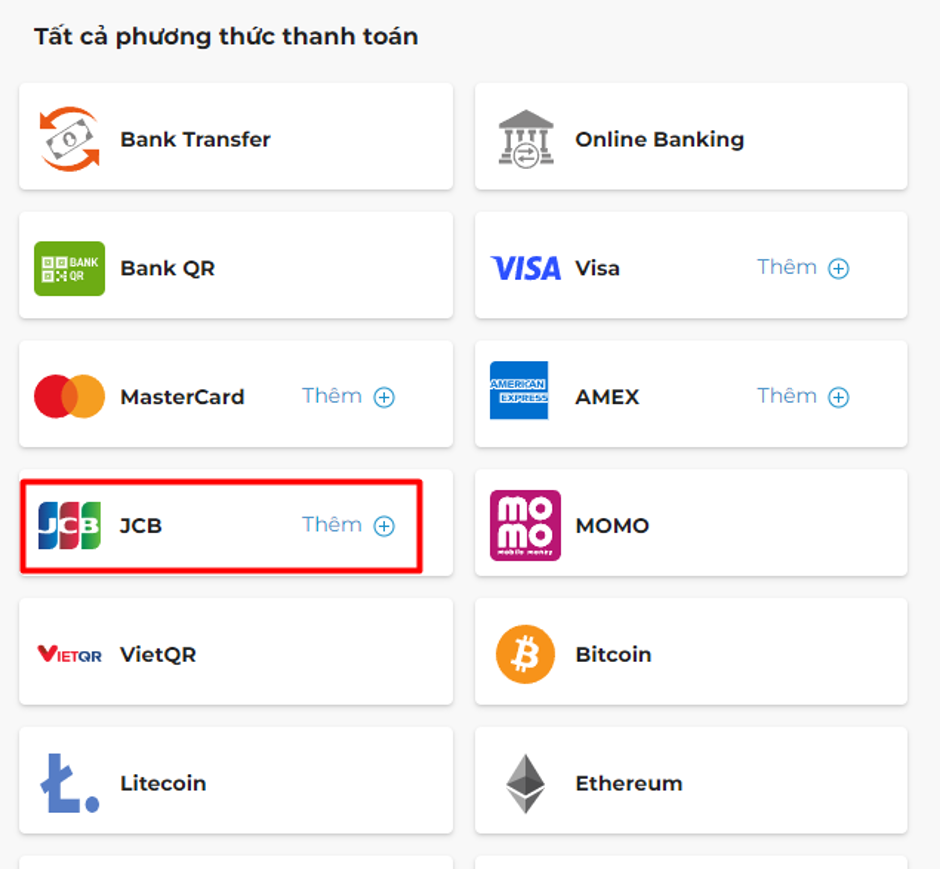 Tất cả phương thức thanh toán
Bank Transfer
Online Banking
BANK
QR
Bank QR
VISA
Visa
Thêm
MasterCard
Thêm
AMERICAN
EXPRESS
AMEX
Thêm
JCB
JCB
Thêm
mo
mo
mobile money
MOMO
VIETQR
VietQR
Bitcoin
Litecoin
Ethereum